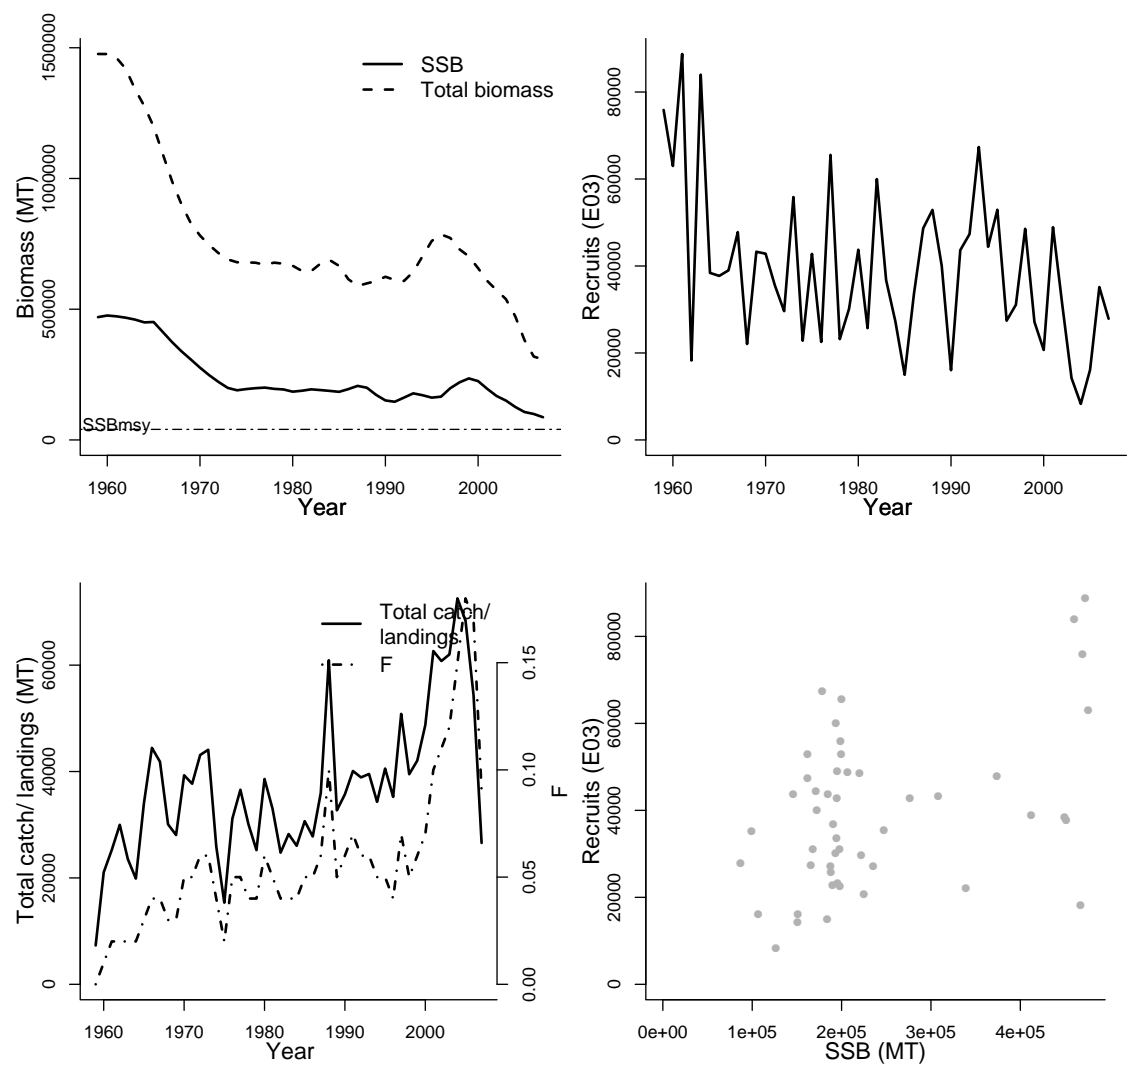 SSB
Total biomass
Biomass (MT)
0
500000
1000000
1500000
SSBmsy
1960 1970 1980 1990 2000
Year
Recruits (E03)
0
20000
40000
60000
80000
1960 1970 1980 1990 2000
Year
Total catch/
landings
F
Total catch/ landings (MT)
0
20000
40000
60000
0.00
0.05
0.10
0.15
F
1960 1970 1980 1990 2000
Year
Recruits (E03)
0
20000
40000
60000
80000
0e+00 1e+05 2e+05 3e+05 4e+05
SSB (MT)